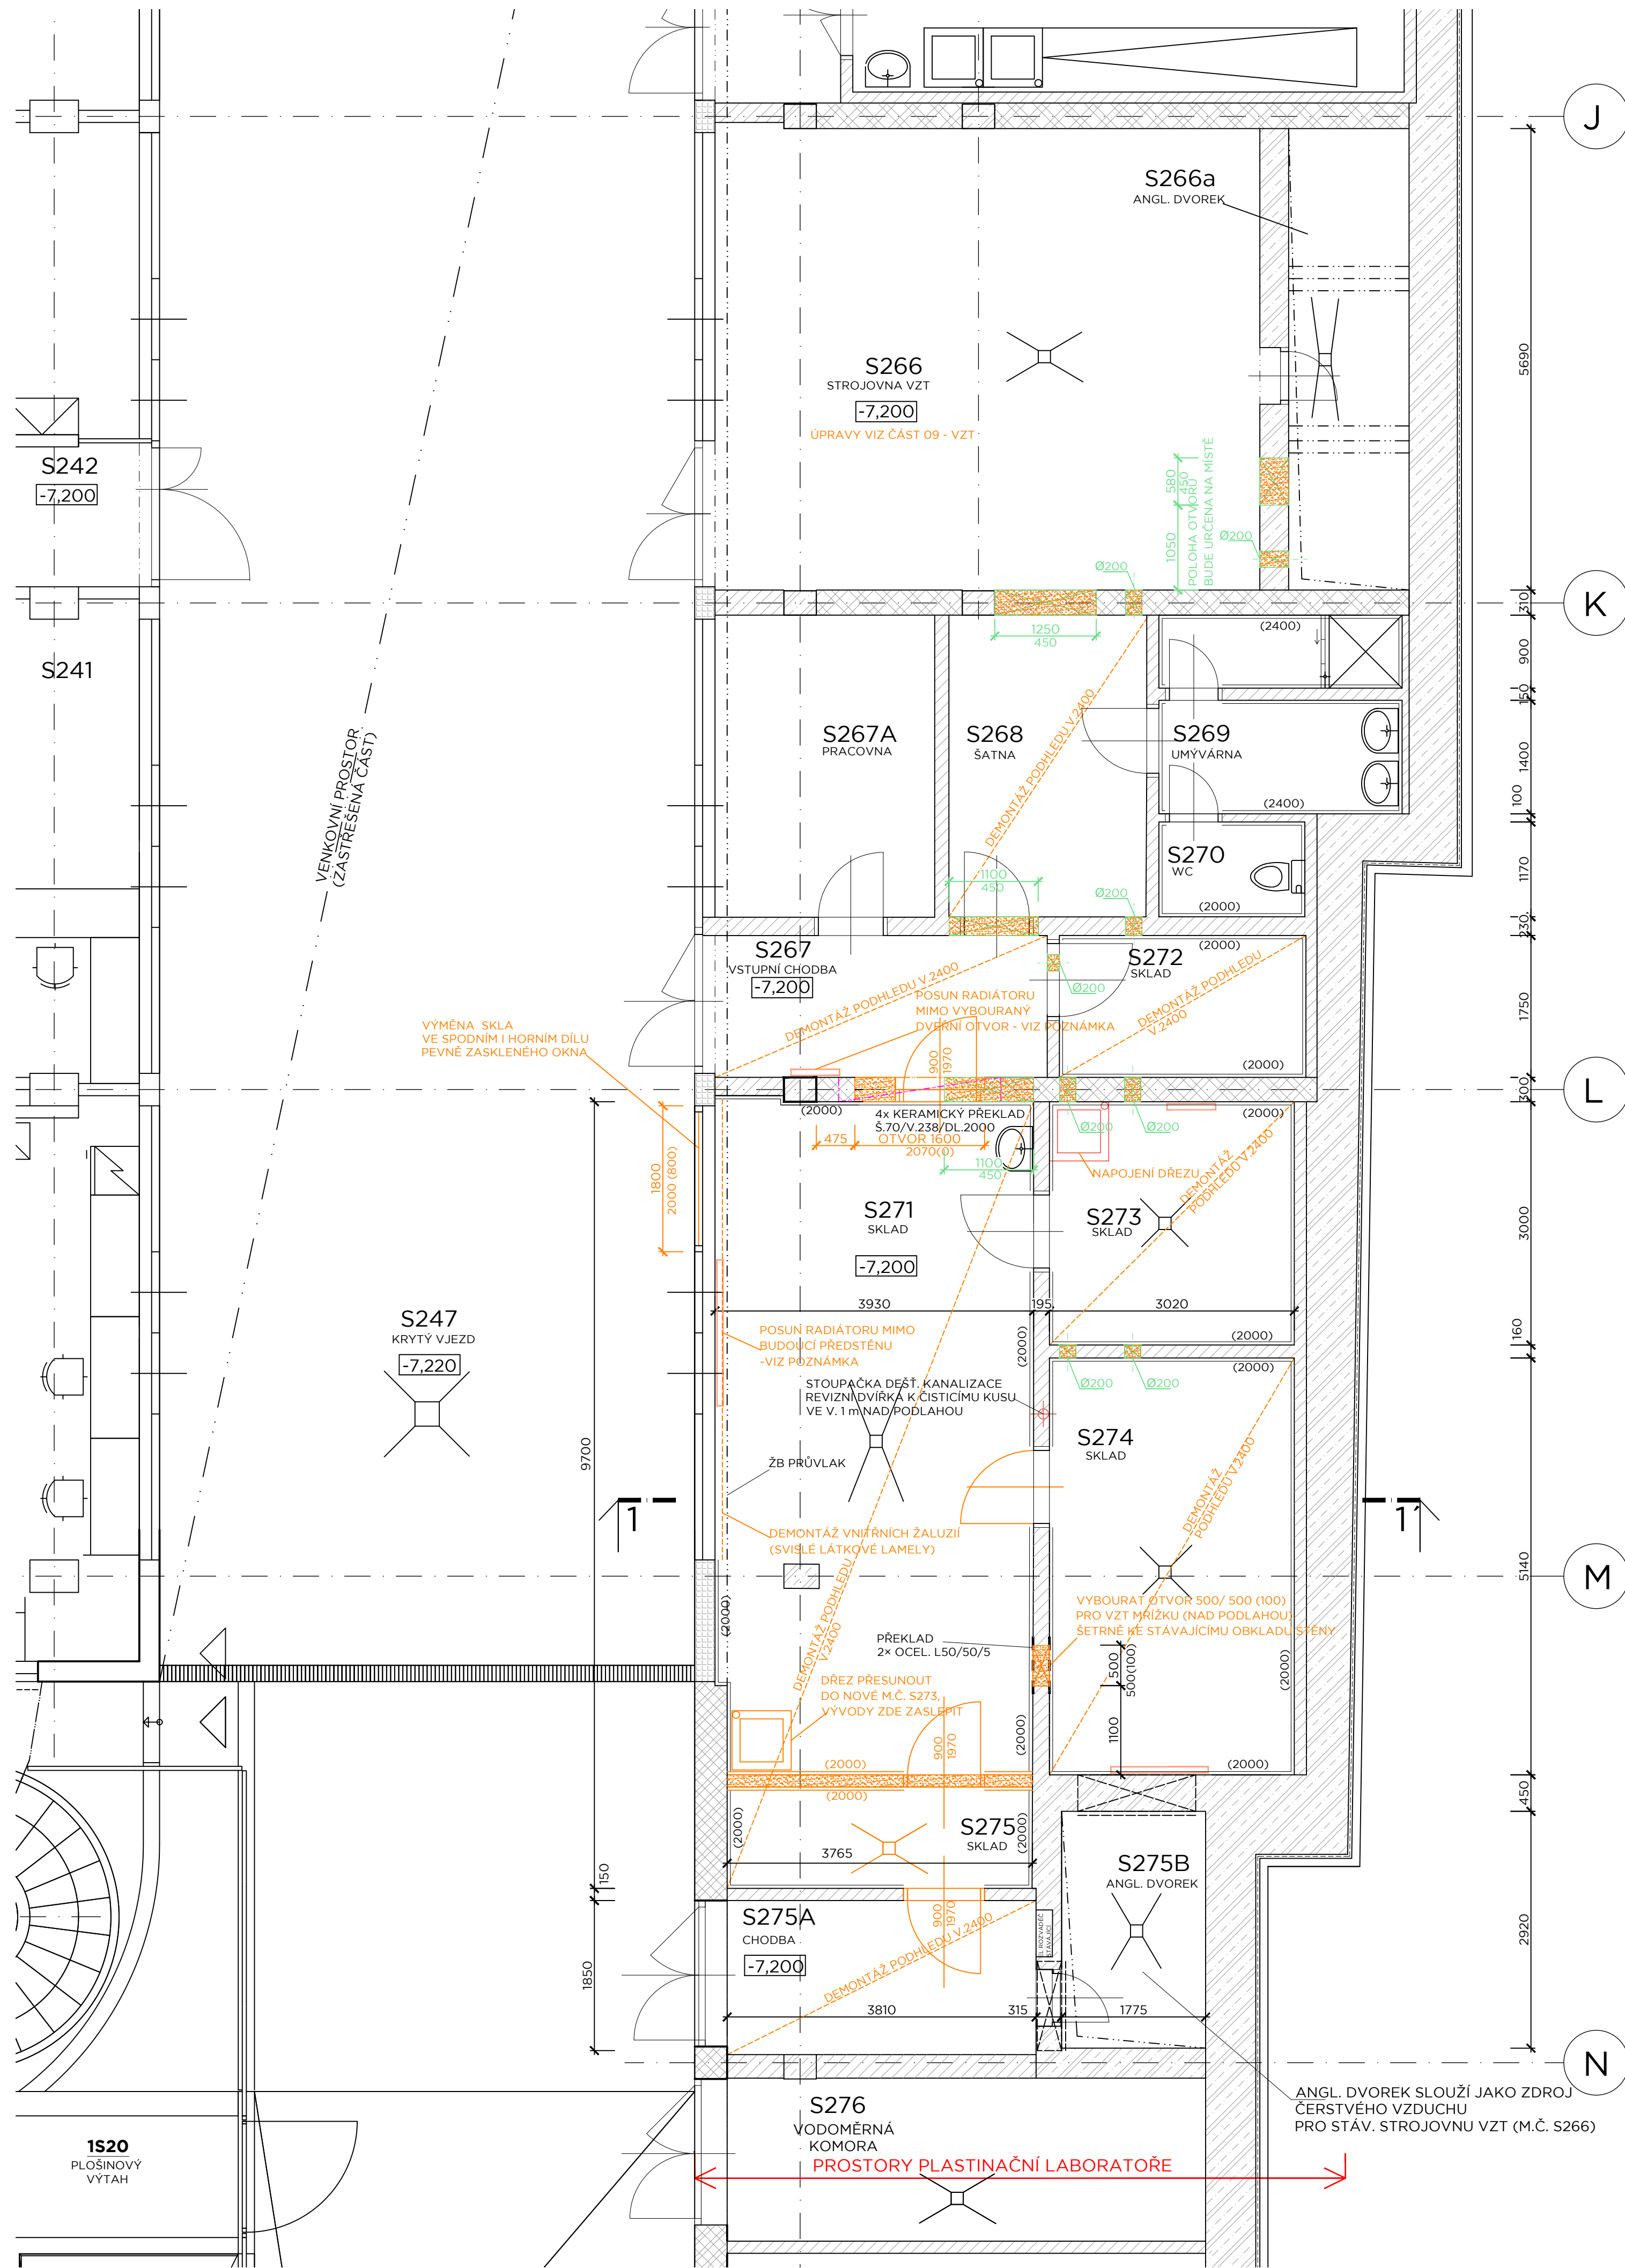 J
S266a
ANGL. DVOREK
5690
S266
STROJOVNA VZT
-7,200
ÚPRAVY VIZ ČÁST 09 - VZT
S242
-7,200
580
450
1050
POLOHA OTVORU
BUDE URČENA NA MÍSTĚ
Ø200
Ø200
K
310
1250
450
(2400)
900
150
S241
VENKOVNÍ PROSTOR
(ZASTŘEŠENÁ ČÁST)
S267A
PRACOVNA
S268
ŠATNA
DEMONTÁŽ PODHLEDU V.2400
S269
UMÝVÁRNA
(2400)
1400
100
S270
WC
(2000)
1170
230
1100
450
Ø200
S267
VSTUPNÍ CHODBA
-7,200
DEMONTÁŽ PODHLEDU V.2400
S272
SKLAD
(2000)
DEMONTÁŽ PODHLEDU
V.2400
Ø200
1750
(2000)
POSUN RADIÁTORU
MIMO VYBOURANÝ
DVEŘNÍ OTVOR - VIZ POZNÁMKA
VÝMĚNA SKLA
VE SPODNÍM I HORNÍM DÍLU
PEVNĚ ZASKLENÉHO OKNA
900
1970
L
300
(2000)
4x KERAMICKÝ PŘEKLAD
Š.70/V.238/DL.2000
475
OTVOR 1600
2070(0)
1100
450
Ø200
Ø200
(2000)
NAPOJENÍ DŘEZU
DEMONTÁŽ
PODHLEDU V.2400
1800
2000 (800)
S271
SKLAD
-7,200
S273
SKLAD
3000
3930
195
3020
S247
KRYTÝ VJEZD
-7,220
POSUN RADIÁTORU MIMO
BUDOUCÍ PŘEDSTĚNU
-VIZ POZNÁMKA
(2000)
(2000)
160
(2000)
Ø200
Ø200
STOUPAČKA DEŠŤ. KANALIZACE
REVIZNÍ DVÍŘKA K ČISTICÍMU KUSU
VE V. 1 m NAD PODLAHOU
S274
SKLAD
9700
ŽB PRŮVLAK
DEMONTÁŽ
PODHLEDU V.2400
1
1'
DEMONTÁŽ VNITŘNÍCH ŽALUZIÍ
(SVISLÉ LÁTKOVÉ LAMELY)
M
5140
DEMONTÁŽ PODHLEDU
V.2400
(2000)
VYBOURAT OTVOR 500/ 500 (100)
PRO VZT MŘÍŽKU (NAD PODLAHOU)
ŠETRNĚ KE STÁVAJÍCÍMU OBKLADU STĚNY
PŘEKLAD
2× OCEL. L50/50/5
500
500(100)
1100
(2000)
DŘEZ PŘESUNOUT
DO NOVÉ M.Č. S273,
VÝVODY ZDE ZASLEPIT
900
1970
(2000)
(2000)
(2000)
(2000)
450
(2000)
(2000)
S275
SKLAD
3765
150
S275B
ANGL. DVOREK
S275A
CHODBA
-7,200
900
1970
DEMONTÁŽ PODHLEDU V.2400
EL.ROZVADĚČ
STÁVAJÍCÍ
1850
2920
3810
315
1775
N
ANGL. DVOREK SLOUŽÍ JAKO ZDROJ
ČERSTVÉHO VZDUCHU
PRO STÁV. STROJOVNU VZT (M.Č. S266)
S276
VODOMĚRNÁ
KOMORA
1S20
PLOŠINOVÝ
VÝTAH
PROSTORY PLASTINAČNÍ LABORATOŘE